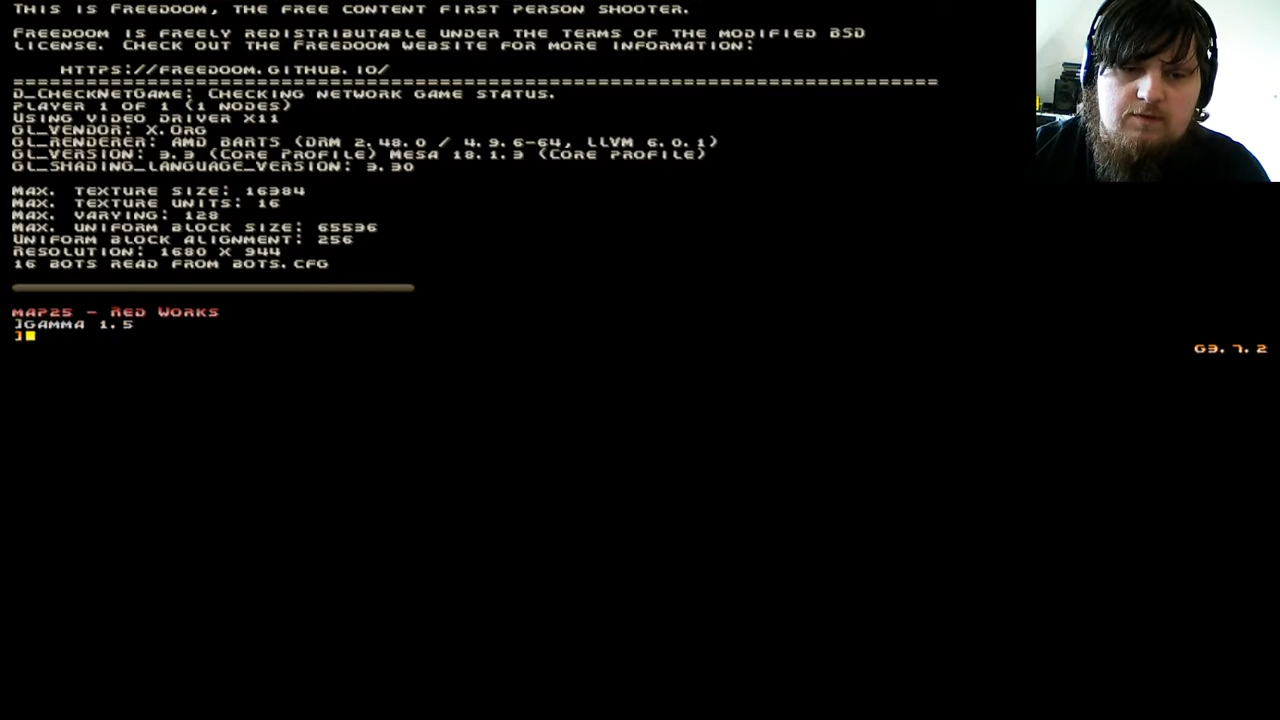 This is Freedoom, the free content first person shooter.
Freedoom is freely redistributable under the terms of the modified BSD
license. Check out the Freedoom website for more information:
https://freedoom.github.io/
=============================================================================
D_CheckNetGame: Checking network game status.
player 1 of 1 (1 nodes)
Using video driver x11
GL_VENDOR: X.Org
GL_RENDERER: AMD BARTS (DRM 2.48.0 / 4.9.6-64, LLVM 6.0.1)
GL_VERSION: 3.3 (Core Profile) Mesa 18.1.3 (Core Profile)
GL_SHADING_LANGUAGE_VERSION: 3.30
Max. texture size: 16384
Max. texture units: 16
Max. varying: 128
Max. uniform block size: 65536
Uniform block alignment: 256
Resolution: 1680 x 944
16 bots read from bots.cfg
MAP25 - Red Works
]gamma 1.5
]
G3.7.2